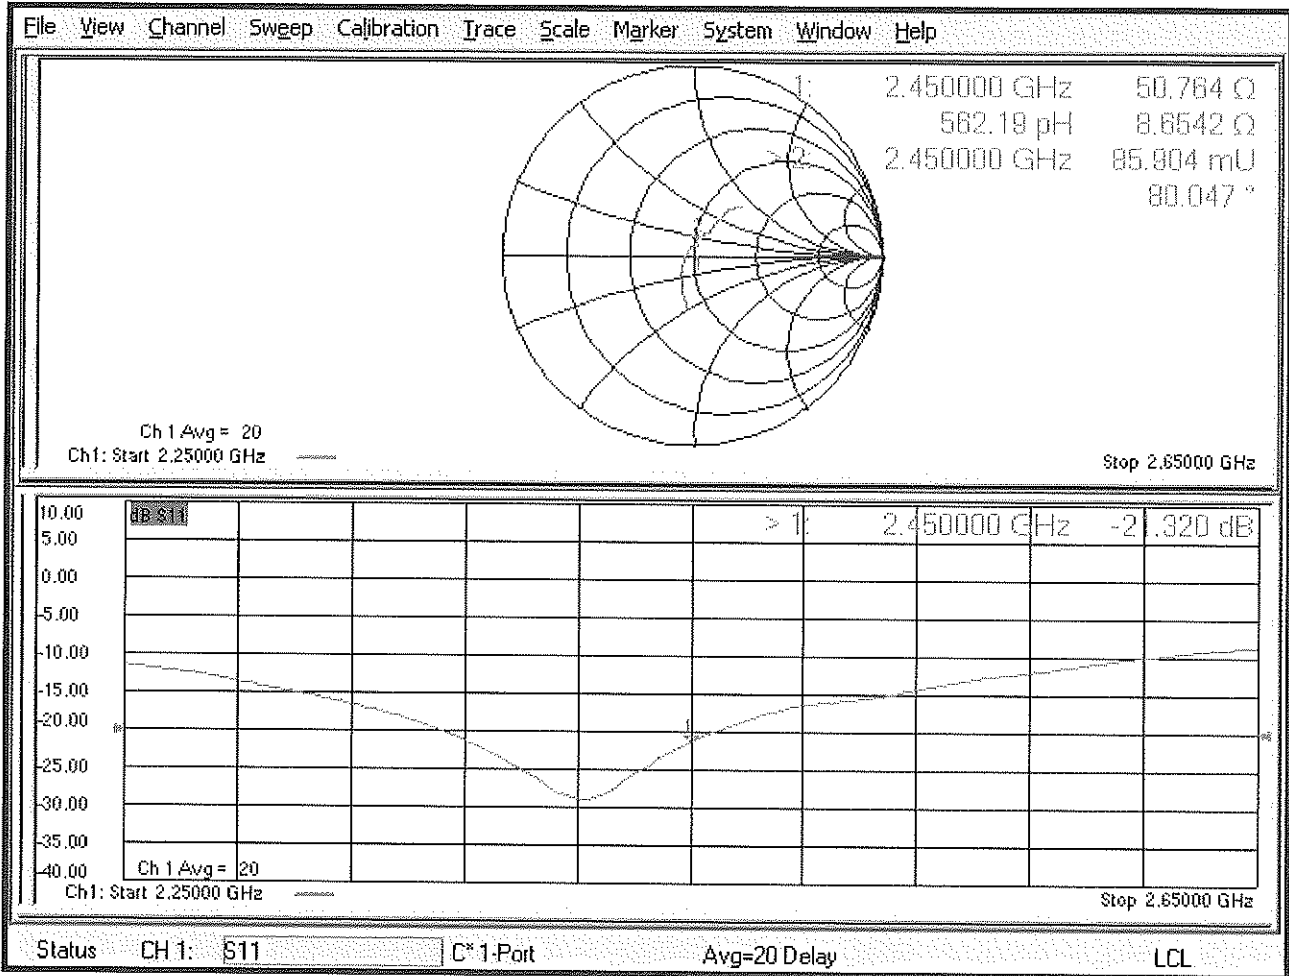 File View Channel Sweep Calibration Trace Scale Marker System Window Help
1: 2.450000 GHz 50.764 Ω
562.19 pH 8.6542 Ω
> 2: 2.450000 GHz 85.904 mU
80.047 °
Ch 1 Avg = 20
Ch1: Start 2.25000 GHz
Stop 2.65000 GHz
10.00
dB S11
> 1: 2.450000 GHz -21.320 dB
5.00
0.00
-5.00
-10.00
-15.00
-20.00
-25.00
-30.00
-35.00
-40.00
Ch 1 Avg = 20
Ch1: Start 2.25000 GHz
Stop 2.65000 GHz
Status CH 1: S11 C* 1-Port Avg=20 Delay LCL